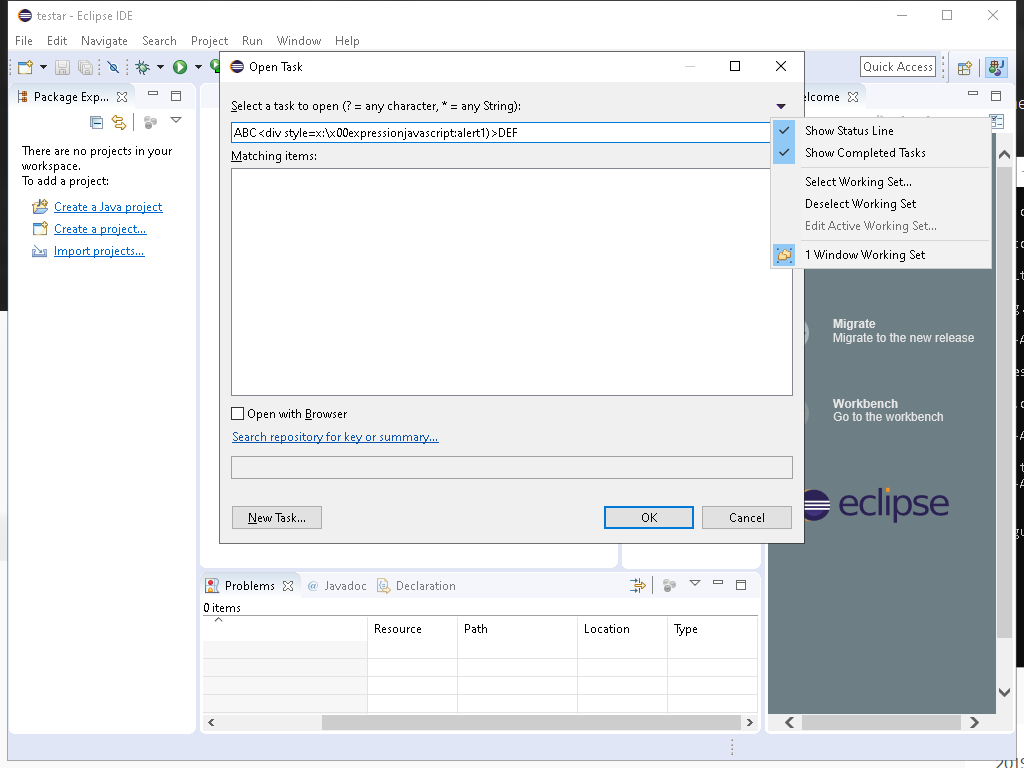 testar - Eclipse IDE
File Edit Navigate Search Project Run Window Help
Quick Access
Package Exp...
There are no projects in your
workspace.
To add a project:
Create a Java project
Create a project...
Import projects...
Open Task
Select a task to open (? = any character, * = any String):
ABC<div style=x:\x00expressionjavascript:alert1)>DEF
Matching items:
Open with Browser
Search repository for key or summary...
New Task...
OK
Cancel
Show Status Line
Show Completed Tasks
Select Working Set...
Deselect Working Set
Edit Active Working Set...
1 Window Working Set
Migrate
Migrate to the new release
Workbench
Go to the workbench
eclipse
Problems
@ Javadoc
Declaration
0 items
Resource Path Location Type